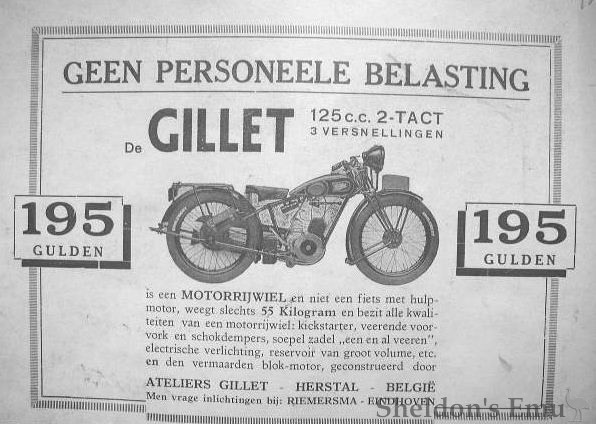 GEEN PERSONEELE BELASTING
De GILLET 125 c.c. 2-TACT
3 VERSNELLINGEN
195
GULDEN
195
GULDEN
is een MOTORRIJWIEL en niet een fiets met hulp-
motor, weegt slechts 55 Kilogram en bezit alle kwali-
teiten van een motorrijwiel: kickstarter, veerende voor-
vork en schokdempers, soepel zadel „een en al veeren”,
electrische verlichting, reservoir van groot volume, etc.
en den vermaarden blok-motor, geconstrueerd door
ATELIERS GILLET - HERSTAL - BELGIË
Men vrage inlichtingen bij: RIEMERSMA - EINDHOVEN
Sheldon's Emu